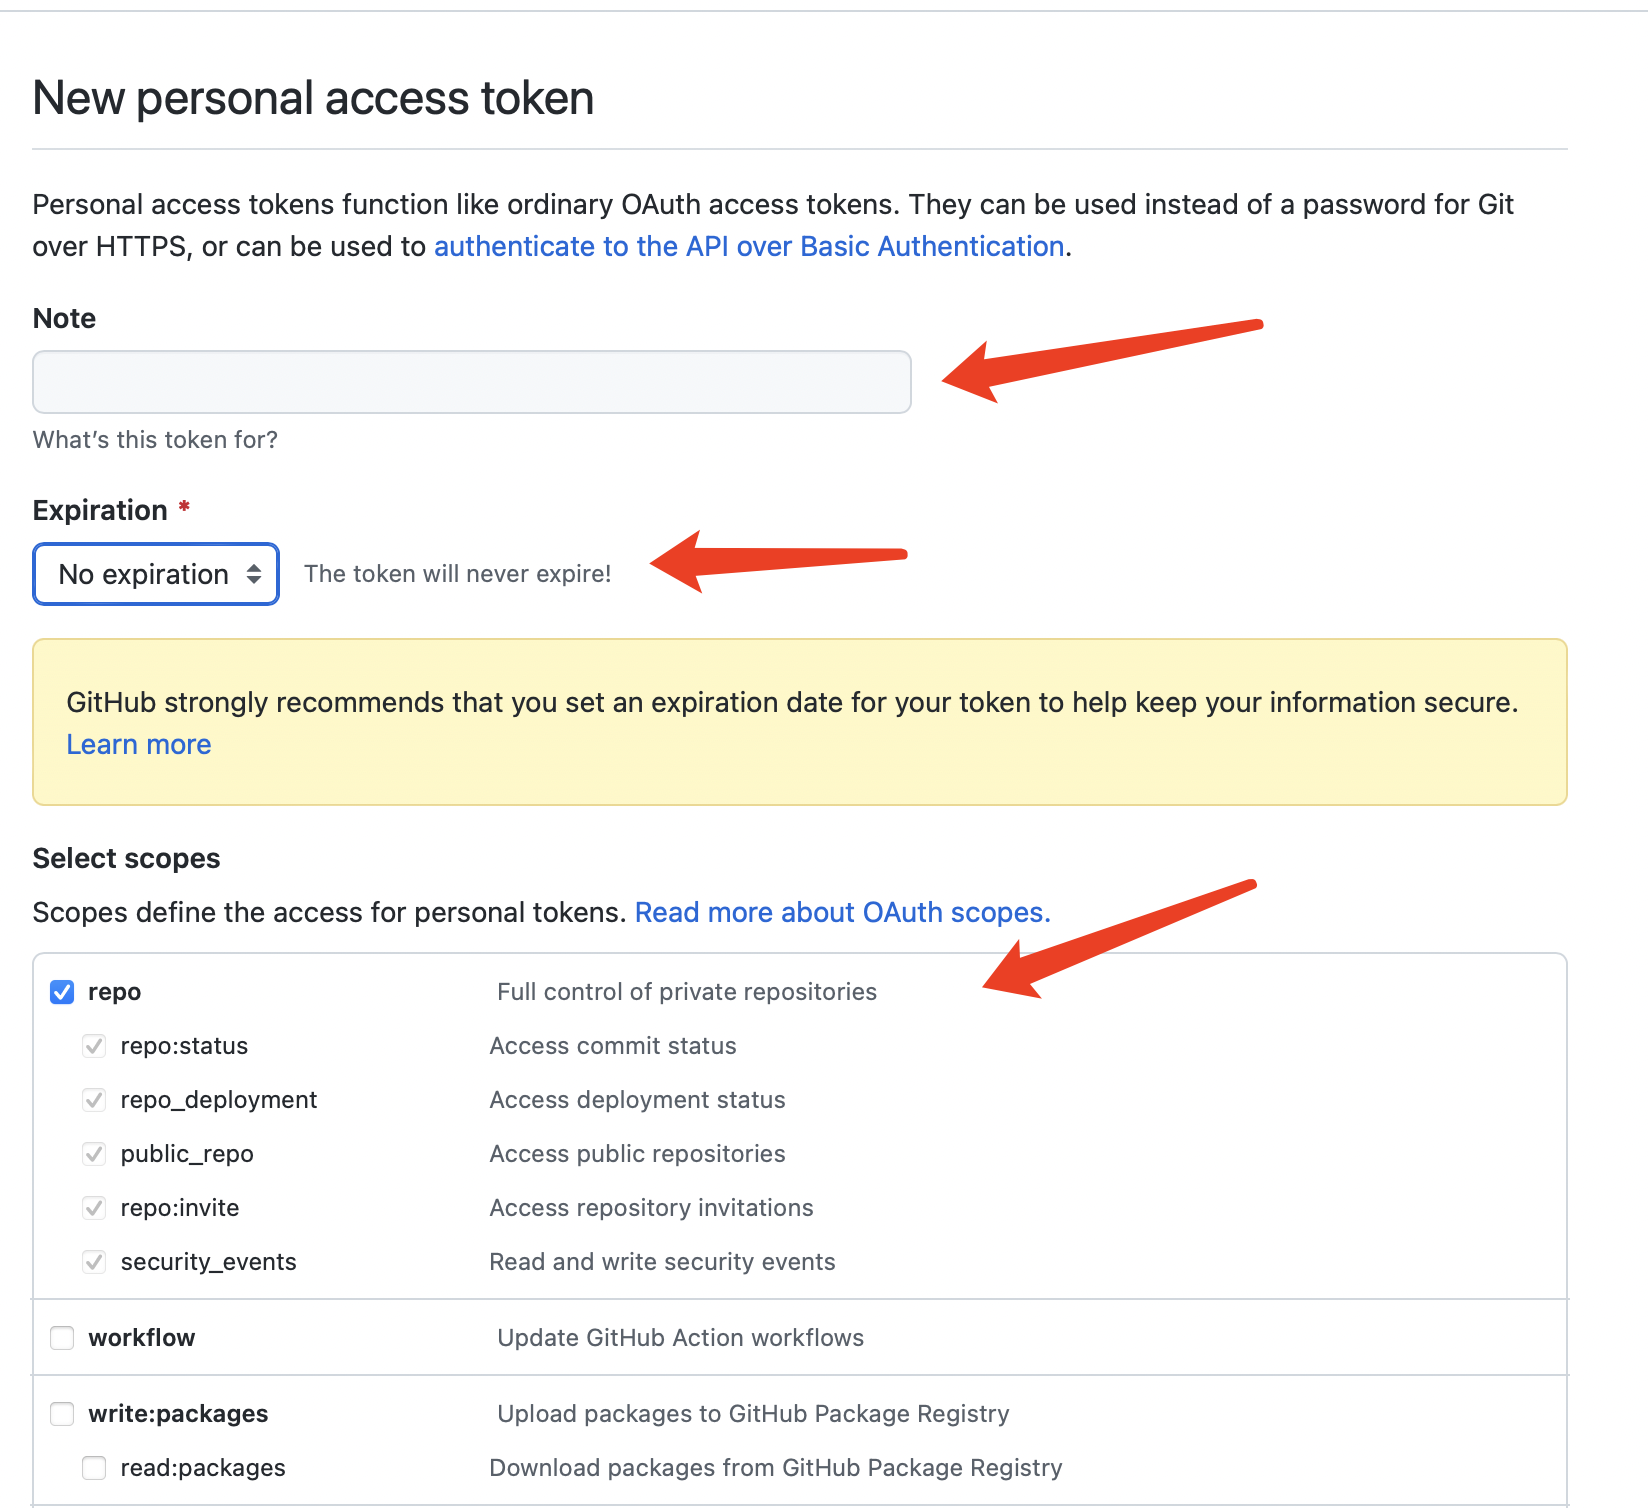 New personal access token
Personal access tokens function like ordinary OAuth access tokens. They can be used instead of a password for Git
over HTTPS, or can be used to authenticate to the API over Basic Authentication.
Note
What's this token for?
Expiration *
No expiration The token will never expire!
GitHub strongly recommends that you set an expiration date for your token to help keep your information secure.
Learn more
Select scopes
Scopes define the access for personal tokens. Read more about OAuth scopes.
repo Full control of private repositories
repo:status Access commit status
repo_deployment Access deployment status
public_repo Access public repositories
repo:invite Access repository invitations
security_events Read and write security events
workflow Update GitHub Action workflows
write:packages Upload packages to GitHub Package Registry
read:packages Download packages from GitHub Package Registry